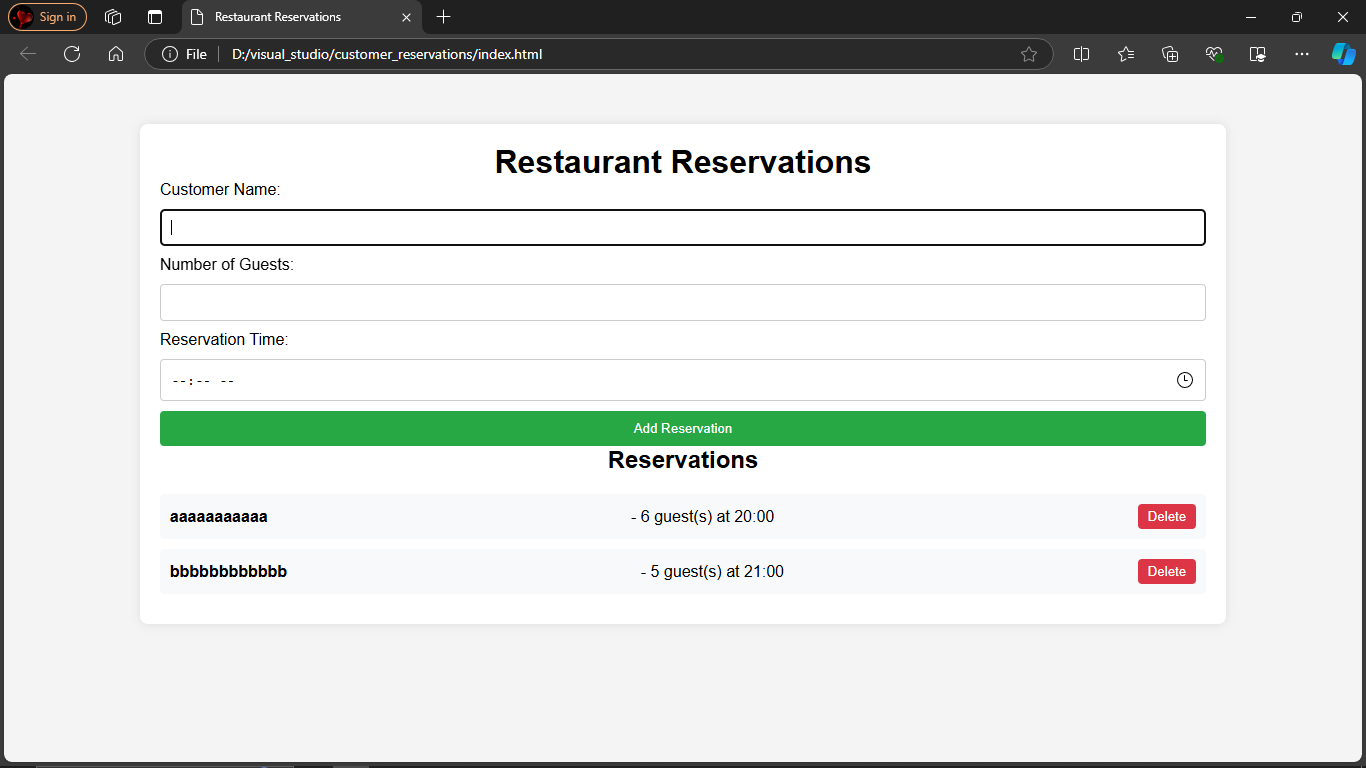 Sign in
Restaurant Reservations
File
D:/visual_studio/customer_reservations/index.html
Restaurant Reservations
Customer Name:
Number of Guests:
Reservation Time:
--:-- --
Add Reservation
Reservations
aaaaaaaaaaa - 6 guest(s) at 20:00 Delete
bbbbbbbbbbbb - 5 guest(s) at 21:00 Delete